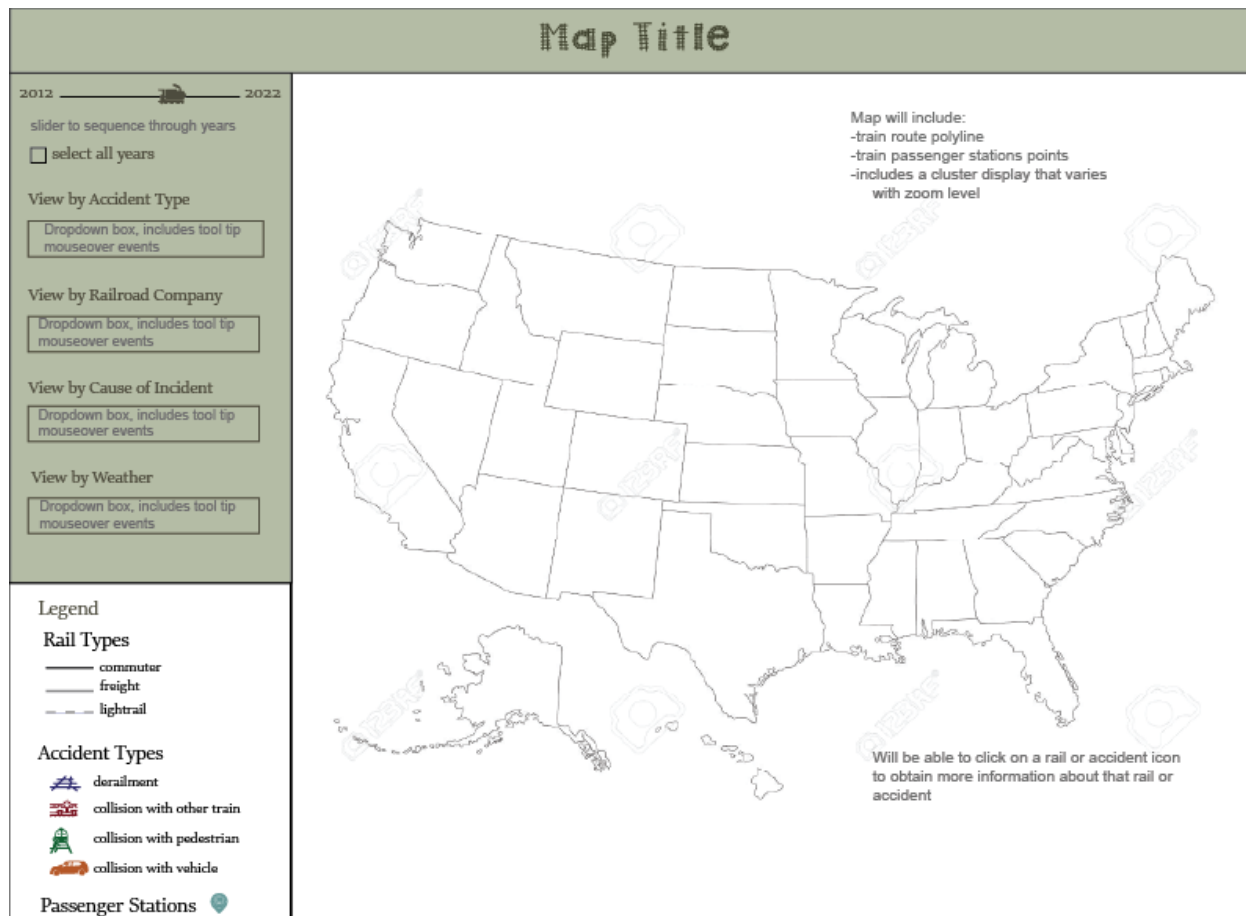 Map Title
2012
2022
slider to sequence through years
select all years
View by Accident Type
Dropdown box, includes tool tip
mouseover events
View by Railroad Company
Dropdown box, includes tool tip
mouseover events
View by Cause of Incident
Dropdown box, includes tool tip
mouseover events
View by Weather
Dropdown box, includes tool tip
mouseover events
Legend
Rail Types
commuter
freight
lightrail
Accident Types
derailment
collision with other train
collision with pedestrian
collision with vehicle
Passenger Stations
Map will include:
-train route polyline
-train passenger stations points
-includes a cluster display that varies
with zoom level
Will be able to click on a rail or accident icon
to obtain more information about that rail or
accident
123RF
123RF
123RF
123RF
123RF
123RF